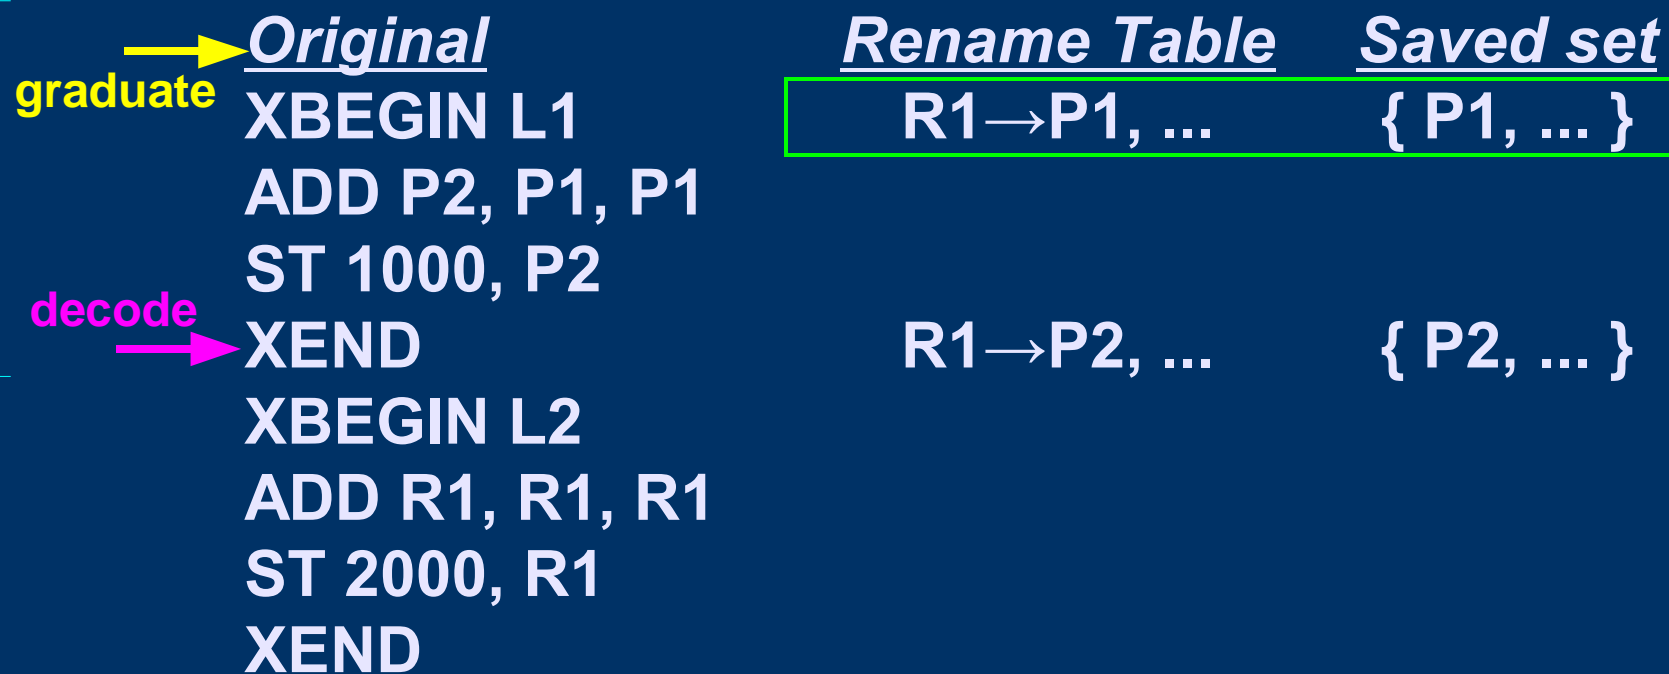 Original Rename Table Saved set
graduate
XBEGIN L1 R1→P1, ... { P1, ... }
ADD P2, P1, P1
ST 1000, P2
decode
XEND R1→P2, ... { P2, ... }
XBEGIN L2
ADD R1, R1, R1
ST 2000, R1
XEND